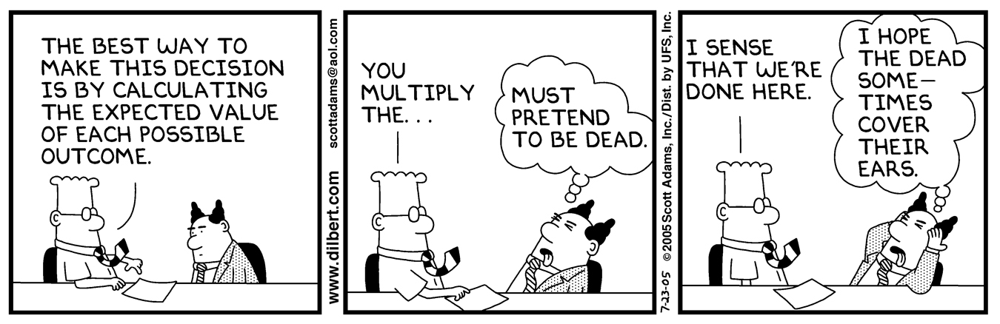 THE BEST WAY TO
MAKE THIS DECISION
IS BY CALCULATING
THE EXPECTED VALUE
OF EACH POSSIBLE
OUTCOME.
www.dilbert.com scottadams@aol.com
YOU
MULTIPLY
THE...
MUST
PRETEND
TO BE DEAD.
7-23-05 © 2005 Scott Adams, Inc./Dist. by UFS, Inc.
I SENSE
THAT WE'RE
DONE HERE.
I HOPE
THE DEAD
SOME–
TIMES
COVER
THEIR
EARS.